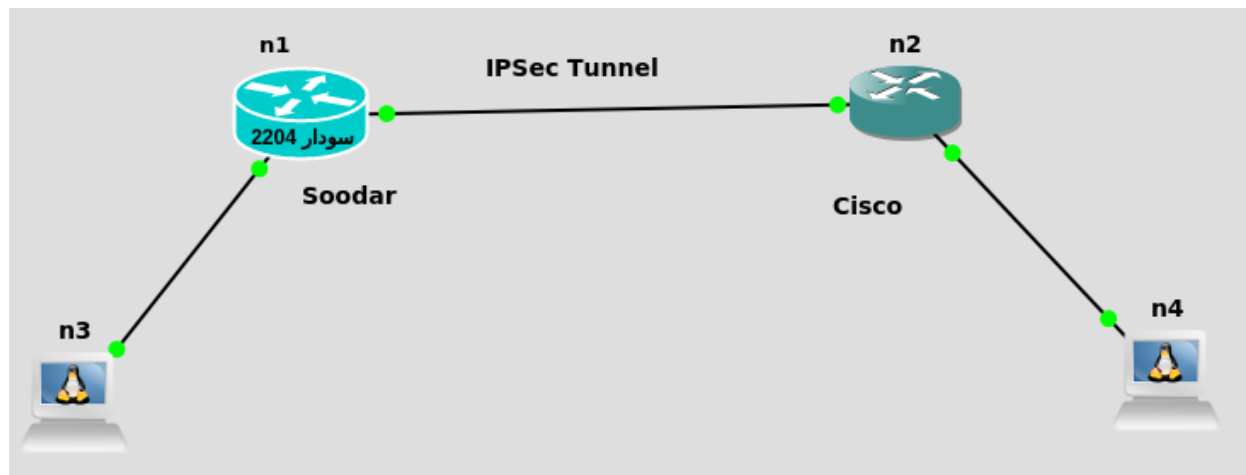 n1
n2
IPSec Tunnel
سودار 2204
Soodar
Cisco
n3
n4